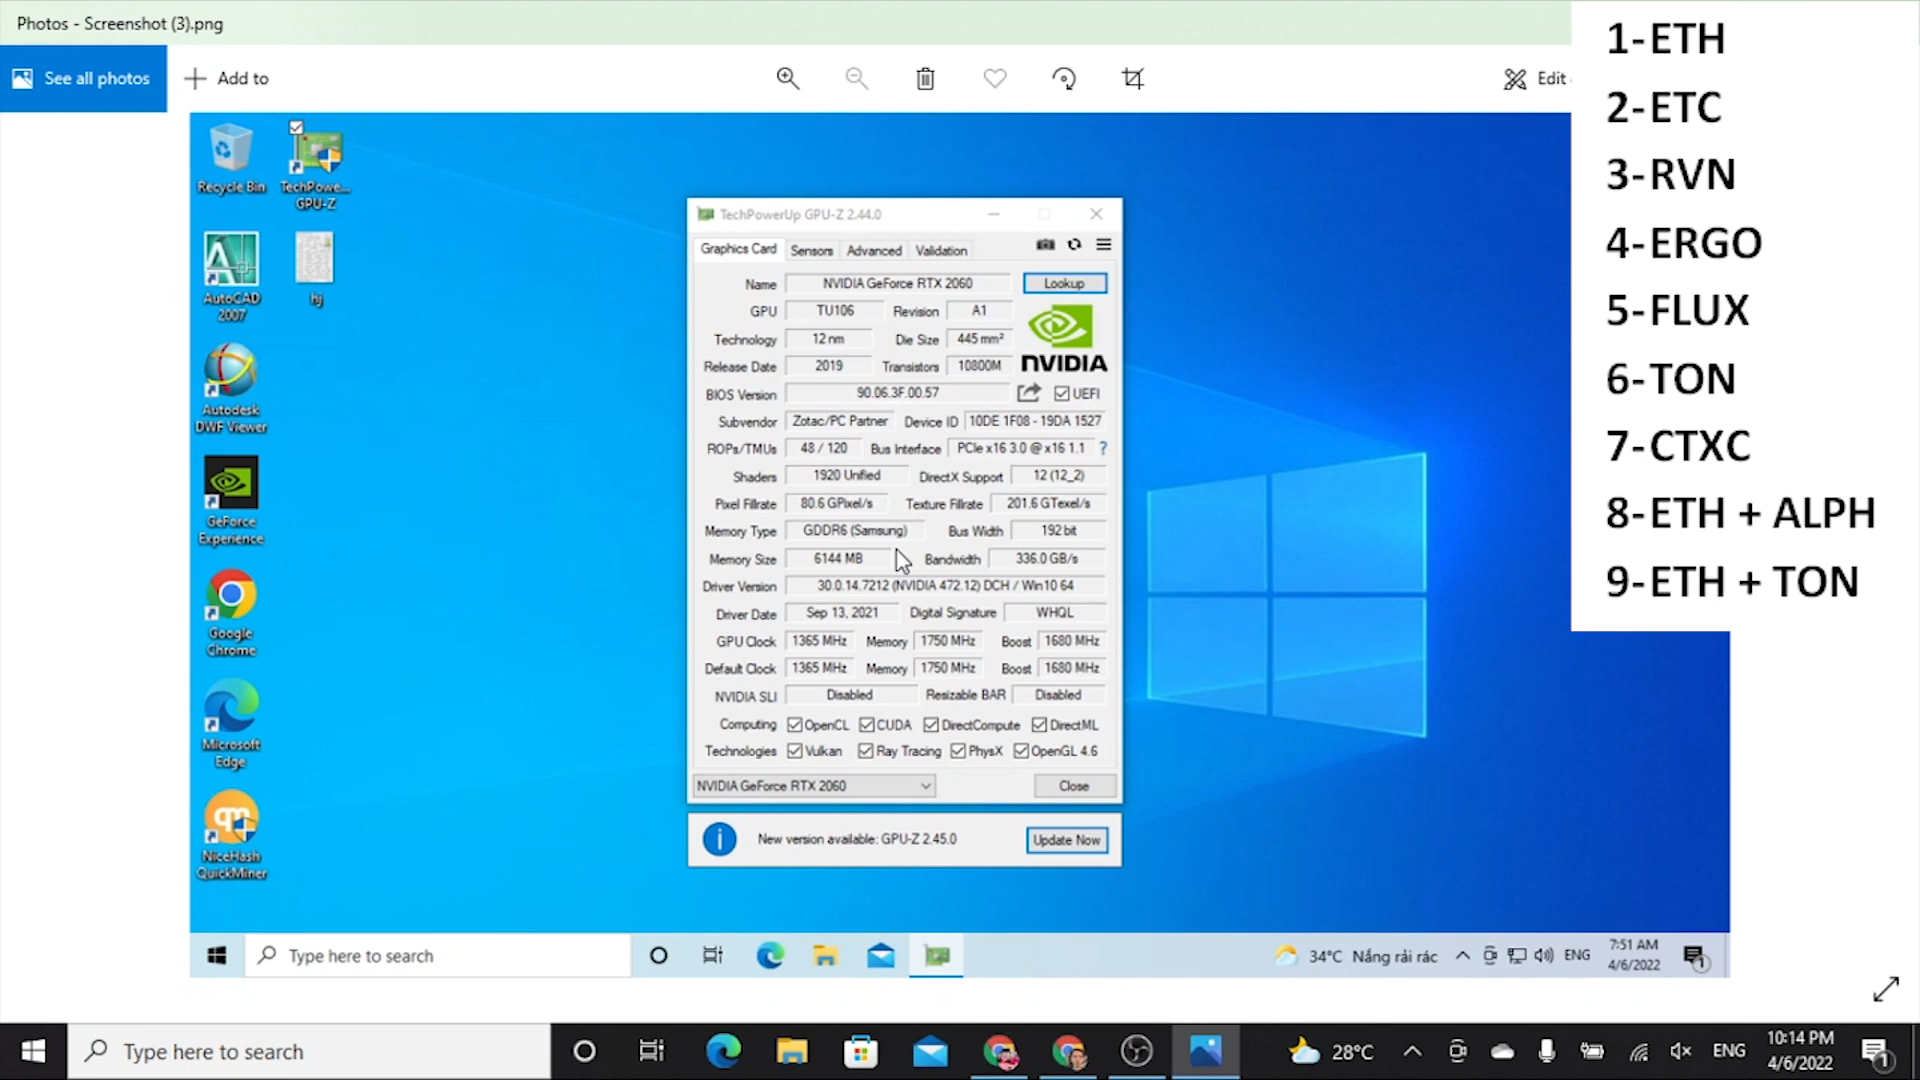 Photos - Screenshot (3).png
See all photos
Add to
Edit
1-ETH
2-ETC
3-RVN
4-ERGO
5-FLUX
6-TON
7-CTXC
8-ETH + ALPH
9-ETH + TON
Recycle Bin
TechPowe...
GPU-Z
AutoCAD
2007
hj
Autodesk
DWF Viewer
GeForce
Experience
Google
Chrome
Microsoft
Edge
NiceHash
QuickMiner
TechPowerUp GPU-Z 2.44.0
Graphics Card Sensors Advanced Validation
Name NVIDIA GeForce RTX 2060 Lookup
GPU TU106 Revision A1
Technology 12 nm Die Size 445 mm²
Release Date 2019 Transistors 10800M
NVIDIA
BIOS Version 90.06.3F.00.57 UEFI
Subvendor Zotac/PC Partner Device ID 10DE 1F08 - 19DA 1527
ROPs/TMUs 48 / 120 Bus Interface PCIe x16 3.0 @ x16 1.1 ?
Shaders 1920 Unified DirectX Support 12 (12_2)
Pixel Fillrate 80.6 GPixel/s Texture Fillrate 201.6 GTexel/s
Memory Type GDDR6 (Samsung) Bus Width 192 bit
Memory Size 6144 MB Bandwidth 336.0 GB/s
Driver Version 30.0.14.7212 (NVIDIA 472.12) DCH / Win10 64
Driver Date Sep 13, 2021 Digital Signature WHQL
GPU Clock 1365 MHz Memory 1750 MHz Boost 1680 MHz
Default Clock 1365 MHz Memory 1750 MHz Boost 1680 MHz
NVIDIA SLI Disabled Resizable BAR Disabled
Computing OpenCL CUDA DirectCompute DirectML
Technologies Vulkan Ray Tracing PhysX OpenGL 4.6
NVIDIA GeForce RTX 2060 Close
New version available: GPU-Z 2.45.0 Update Now
Type here to search
34°C Nắng rải rác ENG
7:51 AM
4/6/2022
1
Type here to search
28°C ENG
10:14 PM
4/6/2022
1